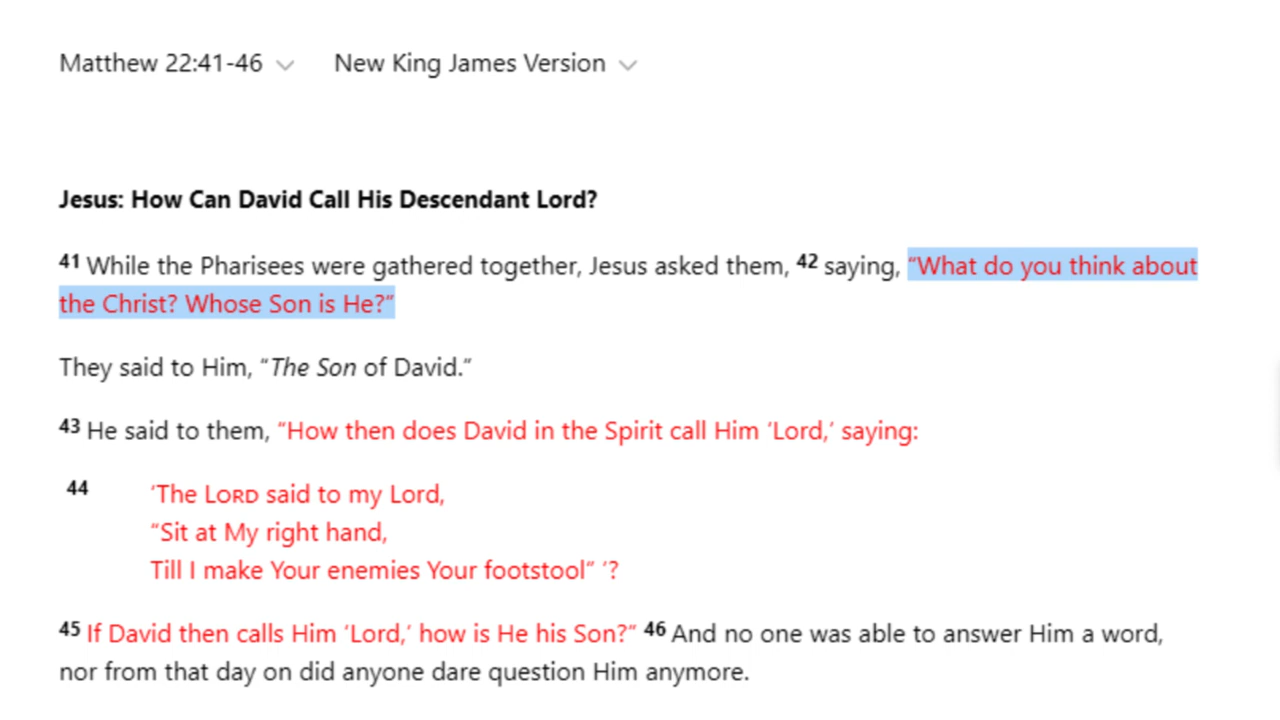 Matthew 22:41-46 New King James Version
Jesus: How Can David Call His Descendant Lord?
41 While the Pharisees were gathered together, Jesus asked them, 42 saying, “What do you think about
the Christ? Whose Son is He?”
They said to Him, “The Son of David.”
43 He said to them, “How then does David in the Spirit call Him ‘Lord,’ saying:
44 ‘The LORD said to my Lord,
“Sit at My right hand,
Till I make Your enemies Your footstool” ’?
45 If David then calls Him ‘Lord,’ how is He his Son?” 46 And no one was able to answer Him a word,
nor from that day on did anyone dare question Him anymore.